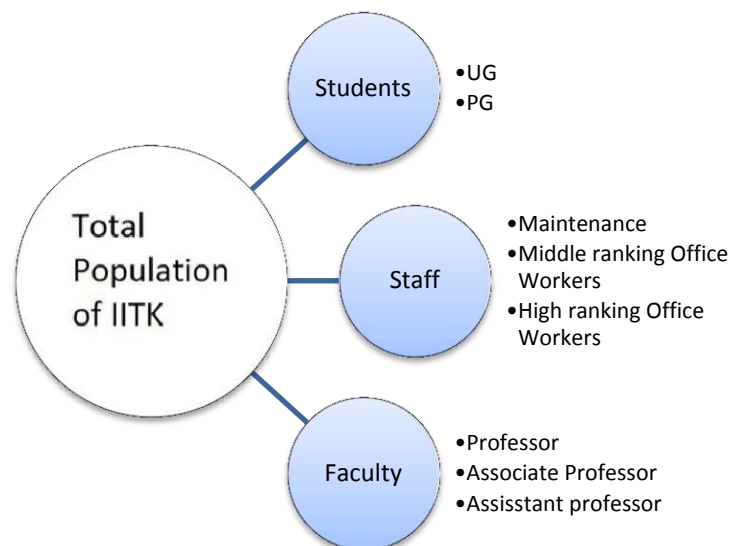 Students
•UG
•PG
Total
Population
of IITK
Staff
•Maintenance
•Middle ranking Office
Workers
•High ranking Office
Workers
Faculty
•Professor
•Associate Professor
•Assisstant professor